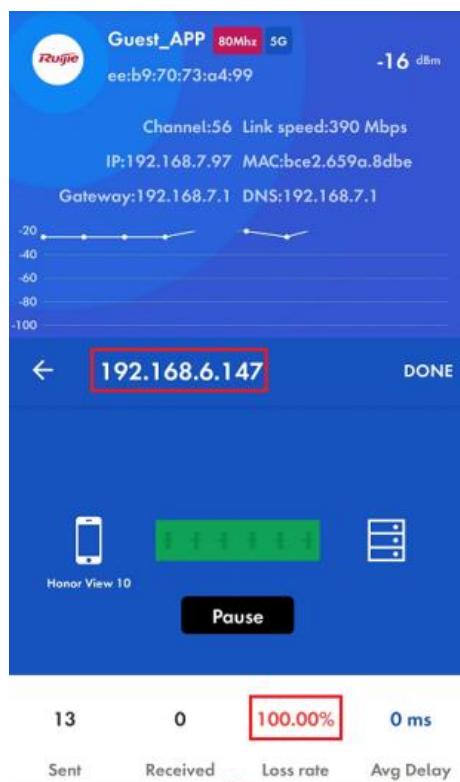 Ruijie
Guest_APP 80Mhz 5G
ee:b9:70:73:a4:99
-16 dBm
Channel:56 Link speed:390 Mbps
IP:192.168.7.97 MAC:bce2.659a.8dbe
Gateway:192.168.7.1 DNS:192.168.7.1
-20
-40
-60
-80
-100
192.168.6.147 DONE
Honor View 10
Pause
13 0 100.00% 0 ms
Sent Received Loss rate Avg Delay